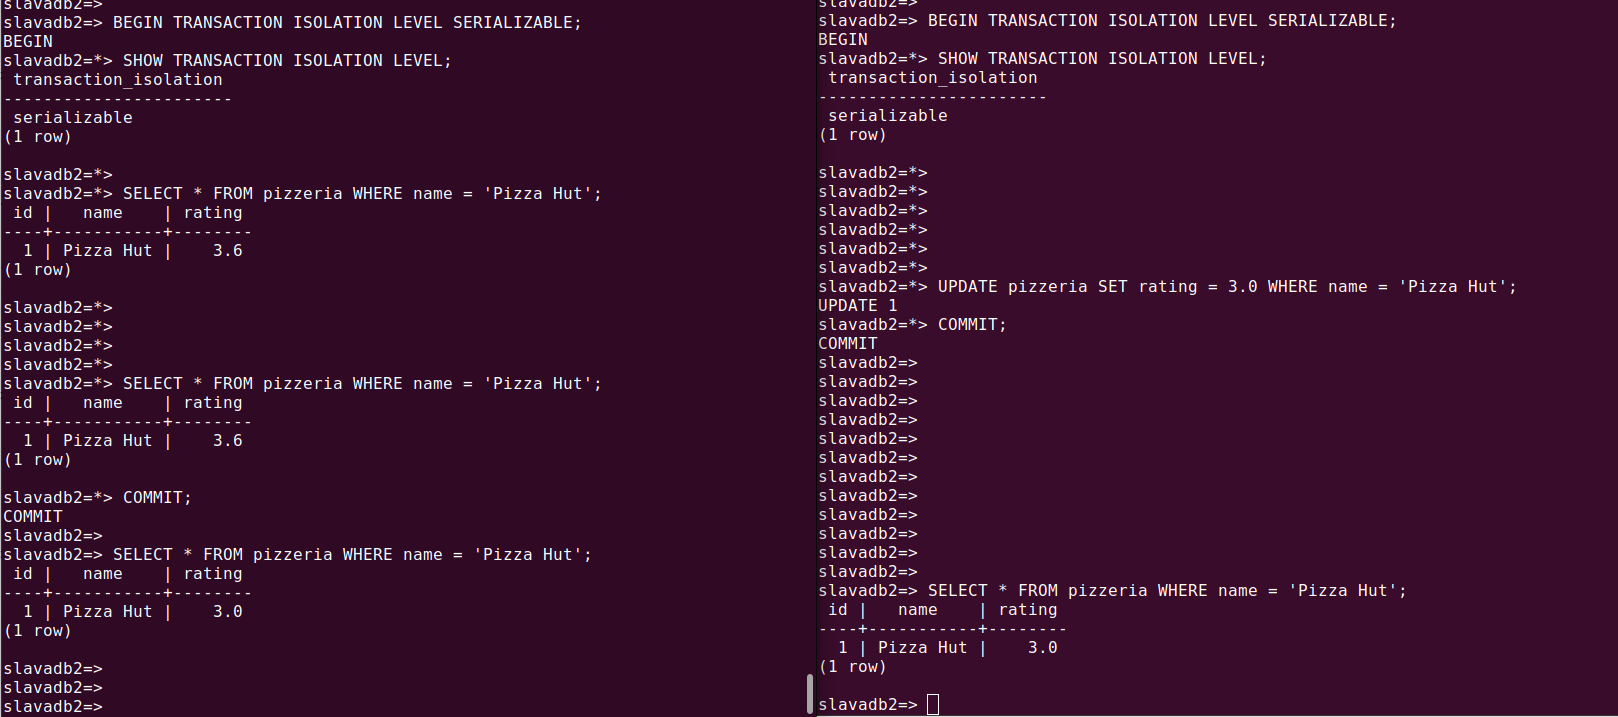 slavadb2=>
slavadb2=> BEGIN TRANSACTION ISOLATION LEVEL SERIALIZABLE;
BEGIN
slavadb2=*> SHOW TRANSACTION ISOLATION LEVEL;
 transaction_isolation
-----------------------
 serializable
(1 row)

slavadb2=*>
slavadb2=*> SELECT * FROM pizzeria WHERE name = 'Pizza Hut';
 id |   name    | rating
----+-----------+--------
  1 | Pizza Hut |    3.6
(1 row)

slavadb2=*>
slavadb2=*>
slavadb2=*>
slavadb2=*>
slavadb2=*> SELECT * FROM pizzeria WHERE name = 'Pizza Hut';
 id |   name    | rating
----+-----------+--------
  1 | Pizza Hut |    3.6
(1 row)

slavadb2=*> COMMIT;
COMMIT
slavadb2=>
slavadb2=> SELECT * FROM pizzeria WHERE name = 'Pizza Hut';
 id |   name    | rating
----+-----------+--------
  1 | Pizza Hut |    3.0
(1 row)

slavadb2=>
slavadb2=>
slavadb2=>
slavadb2=>
slavadb2=> BEGIN TRANSACTION ISOLATION LEVEL SERIALIZABLE;
BEGIN
slavadb2=*> SHOW TRANSACTION ISOLATION LEVEL;
 transaction_isolation
-----------------------
 serializable
(1 row)

slavadb2=*>
slavadb2=*>
slavadb2=*>
slavadb2=*>
slavadb2=*>
slavadb2=*>
slavadb2=*> UPDATE pizzeria SET rating = 3.0 WHERE name = 'Pizza Hut';
UPDATE 1
slavadb2=*> COMMIT;
COMMIT
slavadb2=>
slavadb2=>
slavadb2=>
slavadb2=>
slavadb2=>
slavadb2=>
slavadb2=>
slavadb2=>
slavadb2=>
slavadb2=>
slavadb2=>
slavadb2=>
slavadb2=> SELECT * FROM pizzeria WHERE name = 'Pizza Hut';
 id |   name    | rating
----+-----------+--------
  1 | Pizza Hut |    3.0
(1 row)

slavadb2=>